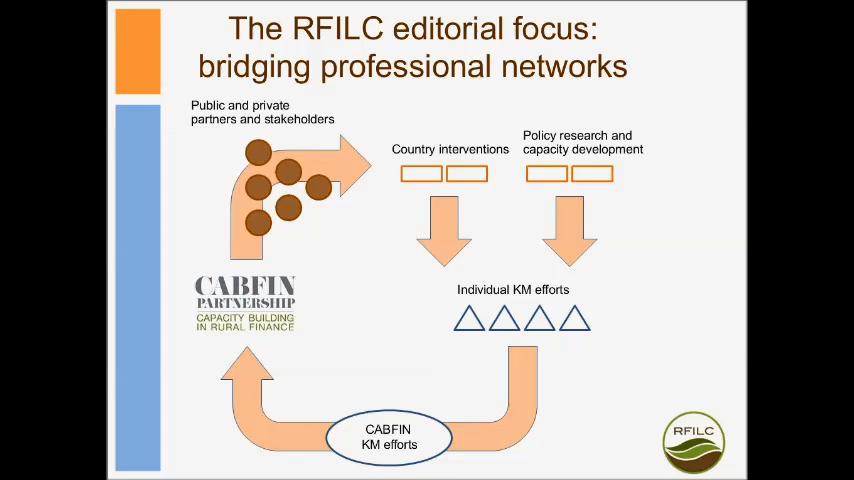 The RFILC editorial focus:
bridging professional networks
Public and private
partners and stakeholders
Country interventions
Policy research and
capacity development
CABFIN
PARTNERSHIP
CAPACITY BUILDING
IN RURAL FINANCE
Individual KM efforts
CABFIN
KM efforts
RFILC